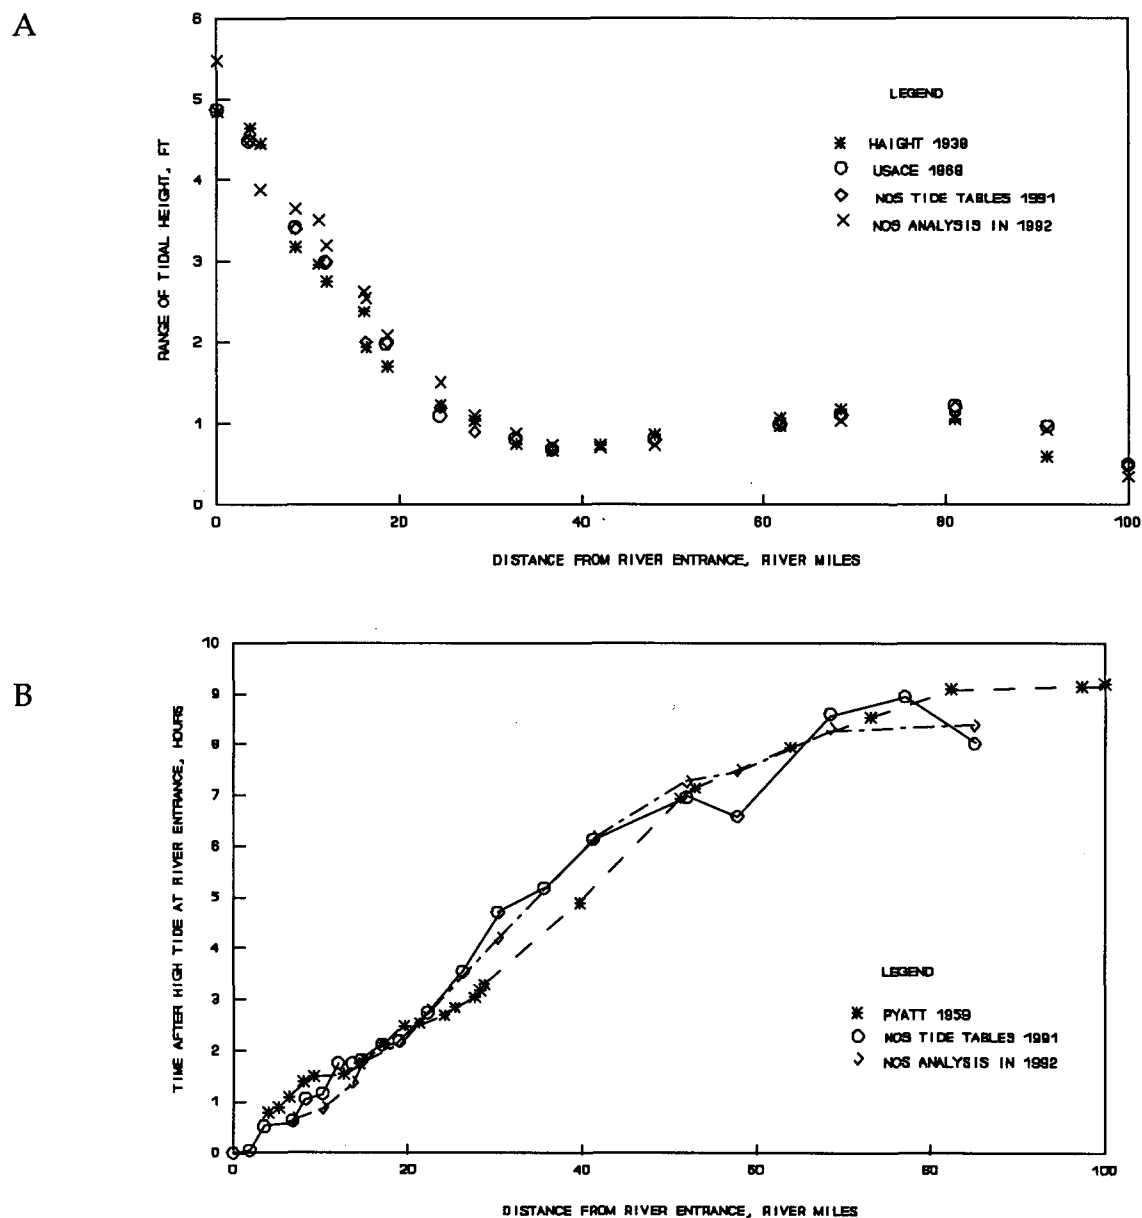 A
6
5
4
3
2
1
0
RANGE OF TIDAL HEIGHT, FT
LEGEND
HAIGHT 1938
USACE 1868
NOS TIDE TABLES 1991
NOS ANALYSIS IN 1992
0 20 40 60 80 100
DISTANCE FROM RIVER ENTRANCE, RIVER MILES
B
10
9
8
7
6
5
4
3
2
1
0
TIME AFTER HIGH TIDE AT RIVER ENTRANCE, HOURS
LEGEND
PYATT 1959
NOS TIDE TABLES 1991
NOS ANALYSIS IN 1992
0 20 40 60 80 100
DISTANCE FROM RIVER ENTRANCE, RIVER MILES